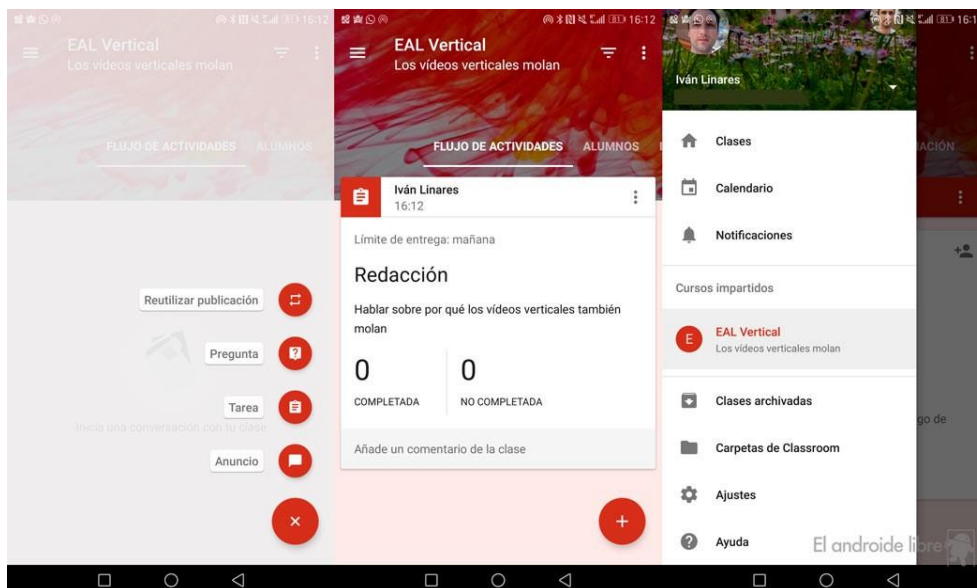 16:12
EAL Vertical
Los vídeos verticales molan
FLUJO DE ACTIVIDADES ALUMNOS
Reutilizar publicación
Pregunta
Tarea
Inicia una conversación con tu clase
Anuncio
16:12
EAL Vertical
Los vídeos verticales molan
FLUJO DE ACTIVIDADES ALUMNOS
Iván Linares
16:12
Límite de entrega: mañana
Redacción
Hablar sobre por qué los vídeos verticales también
molan
0 0
COMPLETADA NO COMPLETADA
Añade un comentario de la clase
Iván Linares
Clases
Calendario
Notificaciones
Cursos impartidos
E EAL Vertical
Los vídeos verticales molan
Clases archivadas
Carpetas de Classroom
Ajustes
Ayuda
El androide libre